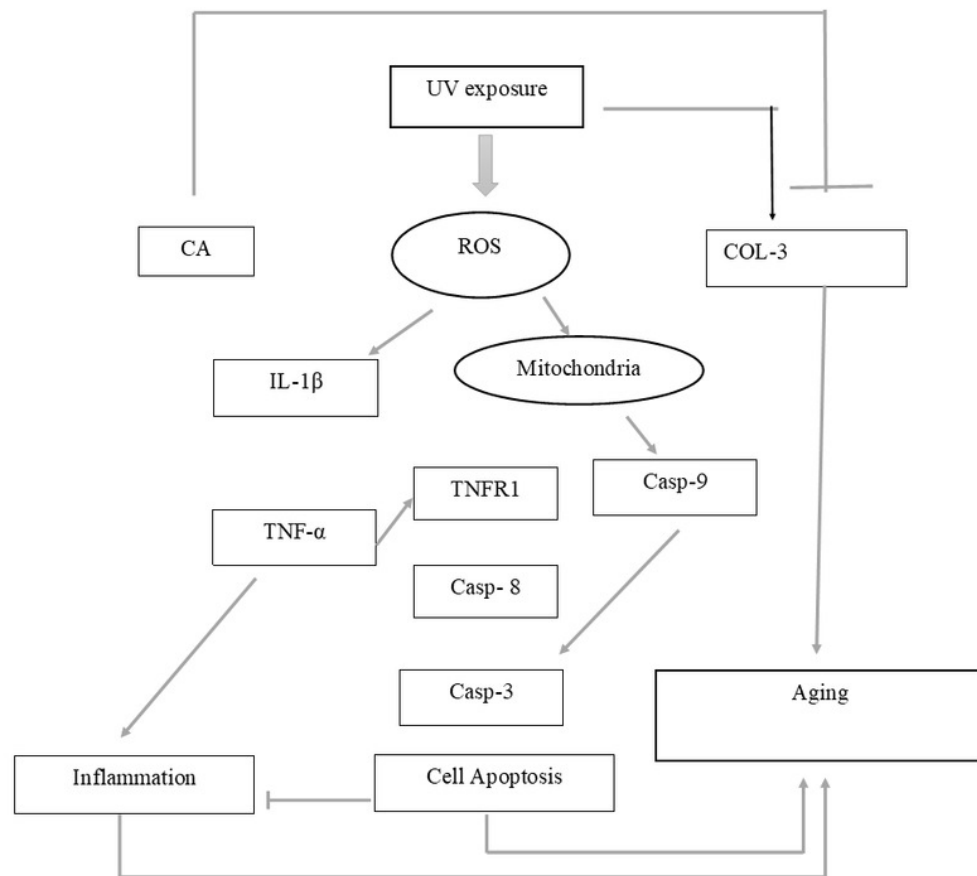 UV exposure
CA
ROS
COL-3
IL-1β
Mitochondria
TNFR1
Casp-9
TNF-α
Casp- 8
Casp-3
Aging
Inflammation
Cell Apoptosis